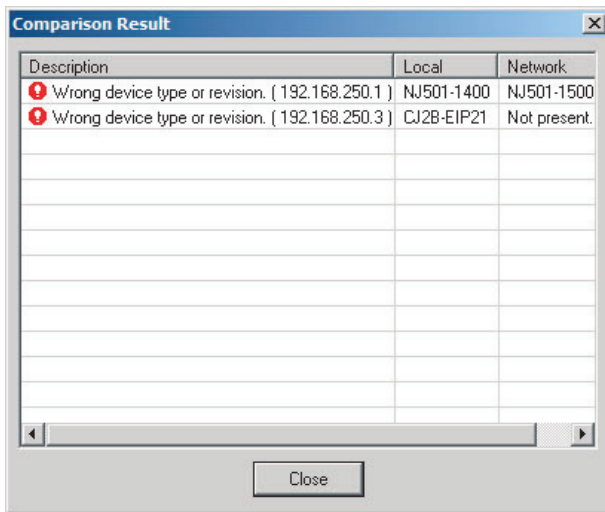 Comparison Result
Description Local Network
Wrong device type or revision. ( 192.168.250.1 ) NJ501-1400 NJ501-1500
Wrong device type or revision. ( 192.168.250.3 ) CJ2B-EIP21 Not present.
Close